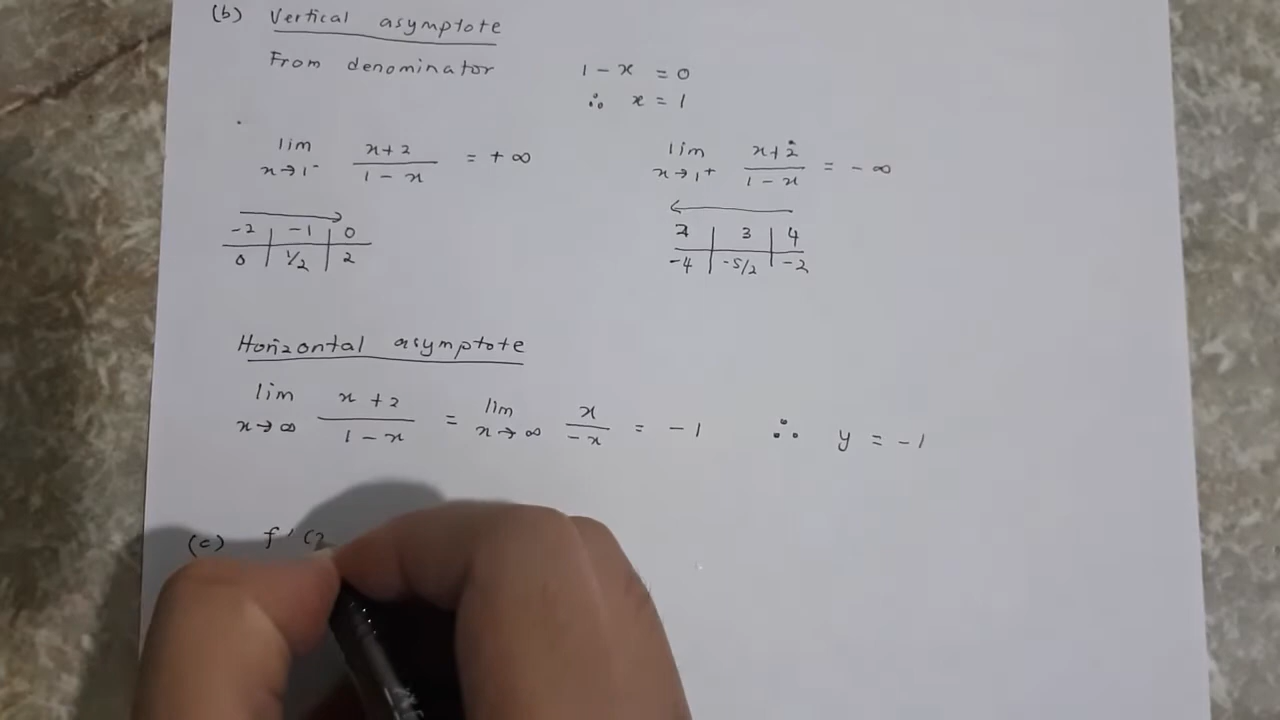 (b) Vertical asymptote
From denominator 1 - x = 0
∴ x = 1
lim x→1⁻ (x+2)/(1-x) = +∞ lim x→1⁺ (x+2)/(1-x) = -∞
-2 | -1 | 0 2 | 3 | 4
0 | 1/2 | 2 -4 | -5/2 | -2
Horizontal asymptote
lim x→∞ (x+2)/(1-x) = lim x→∞ x/-x = -1 ∴ y = -1
(c) f'(